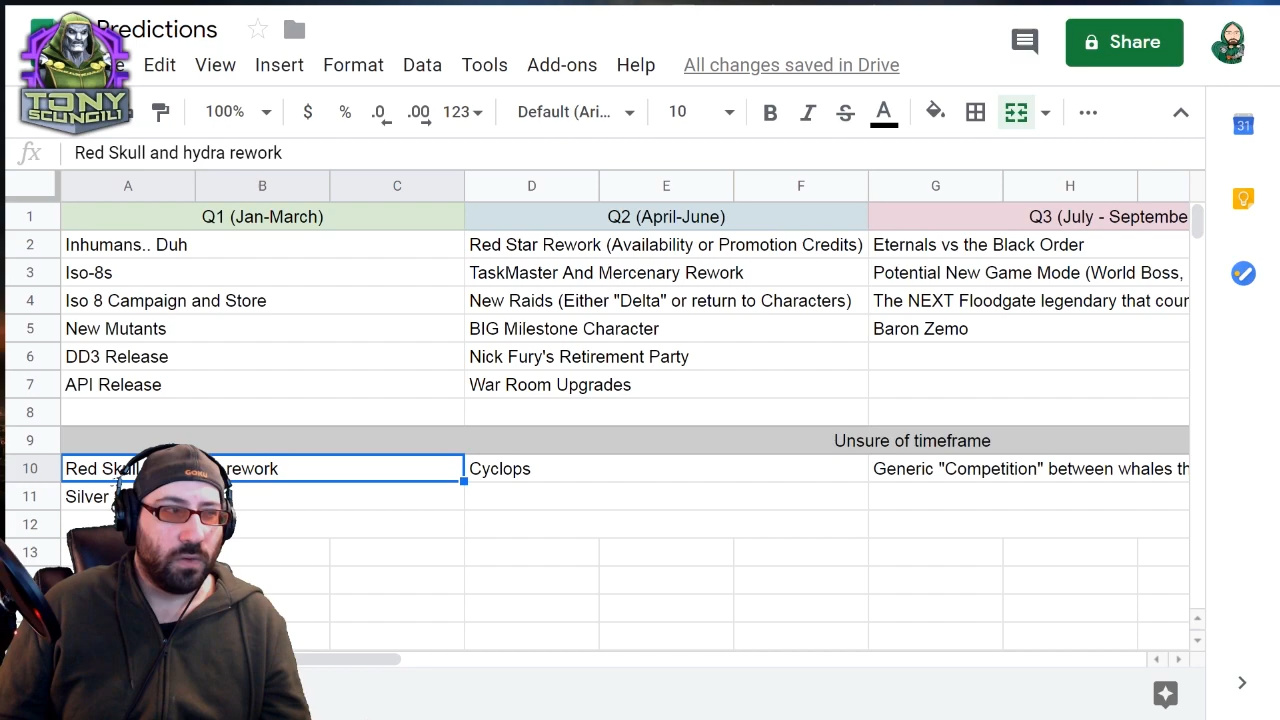 Predictions
Edit View Insert Format Data Tools Add-ons Help All changes saved in Drive
Share
TONY
SCUNGILI
100% $ % .0 .00 123 Default (Ari... 10 B I S A
31
fx Red Skull and hydra rework
A B C D E F G H
1 Q1 (Jan-March) Q2 (April-June) Q3 (July - Septembe
2 Inhumans.. Duh Red Star Rework (Availability or Promotion Credits) Eternals vs the Black Order
3 Iso-8s TaskMaster And Mercenary Rework Potential New Game Mode (World Boss,
4 Iso 8 Campaign and Store New Raids (Either "Delta" or return to Characters) The NEXT Floodgate legendary that cour
5 New Mutants BIG Milestone Character Baron Zemo
6 DD3 Release Nick Fury's Retirement Party
7 API Release War Room Upgrades
8
9 Unsure of timeframe
10 Red Skull rework Cyclops Generic "Competition" between whales th
11 Silver
12
13
GOKU